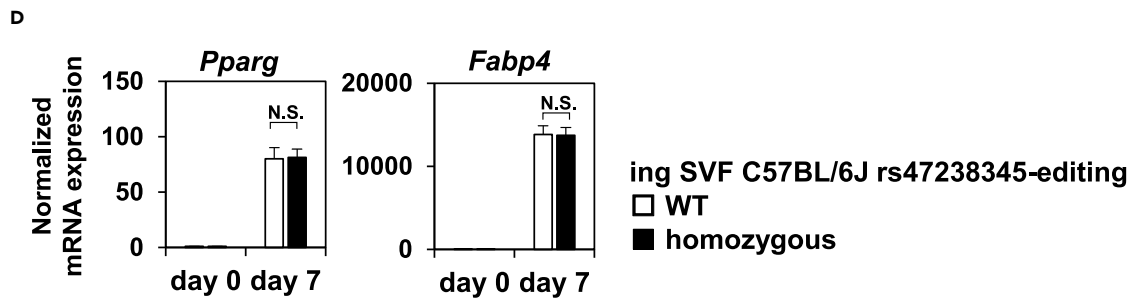 D
Pparg
Normalized
mRNA expression
150
100
50
0
N.S.
day 0 day 7
Fabp4
20000
10000
0
N.S.
day 0 day 7
ing SVF C57BL/6J rs47238345-editing
WT
homozygous